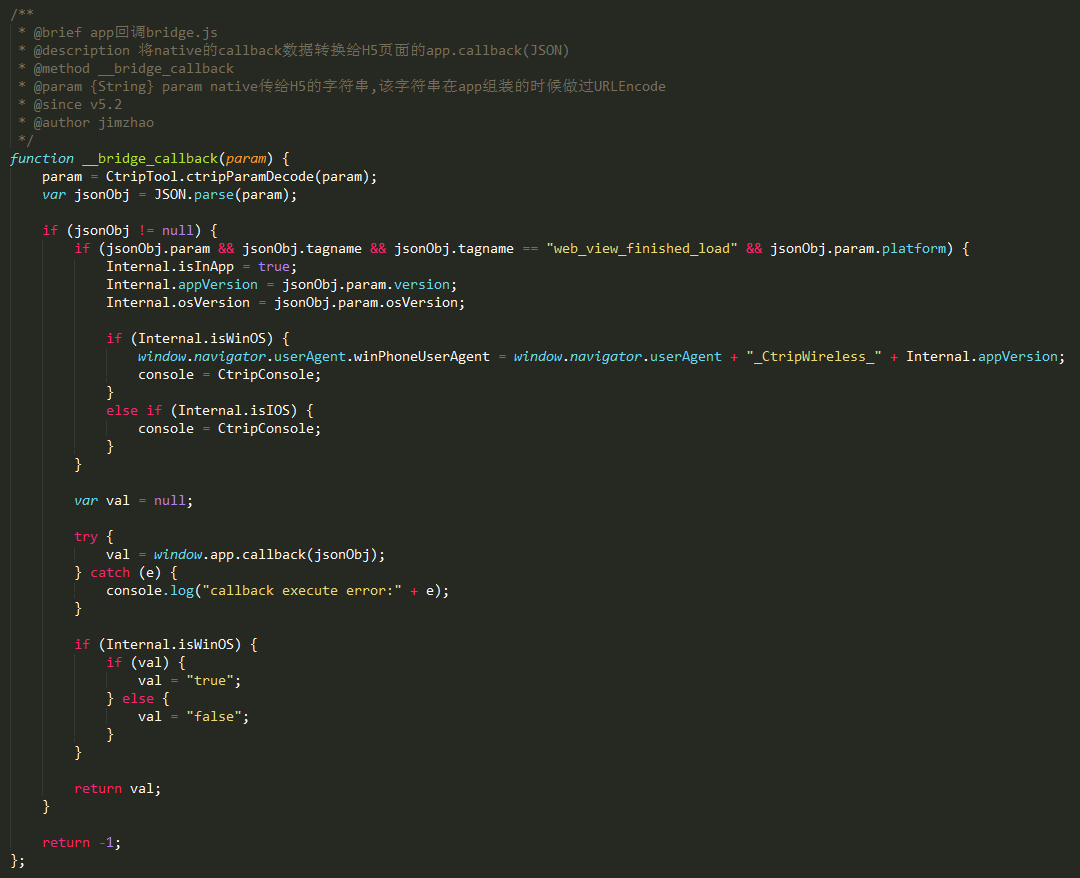 /**
 * @brief app回调bridge.js
 * @description 将native的callback数据转换给H5页面的app.callback(JSON)
 * @method __bridge_callback
 * @param {String} param native传给H5的字符串,该字符串在app组装的时候做过URLEncode
 * @since v5.2
 * @author jimzhao
 */
function __bridge_callback(param) {
    param = CtripTool.ctripParamDecode(param);
    var jsonObj = JSON.parse(param);

    if (jsonObj != null) {
        if (jsonObj.param && jsonObj.tagname && jsonObj.tagname == "web_view_finished_load" && jsonObj.param.platform) {
            Internal.isInApp = true;
            Internal.appVersion = jsonObj.param.version;
            Internal.osVersion = jsonObj.param.osVersion;

            if (Internal.isWinOS) {
                window.navigator.userAgent.winPhoneUserAgent = window.navigator.userAgent + "_CtripWireless_" + Internal.appVersion;
                console = CtripConsole;
            }
            else if (Internal.isIOS) {
                console = CtripConsole;
            }
        }

        var val = null;

        try {
            val = window.app.callback(jsonObj);
        } catch (e) {
            console.log("callback execute error:" + e);
        }

        if (Internal.isWinOS) {
            if (val) {
                val = "true";
            } else {
                val = "false";
            }
        }

        return val;
    }

    return -1;
};